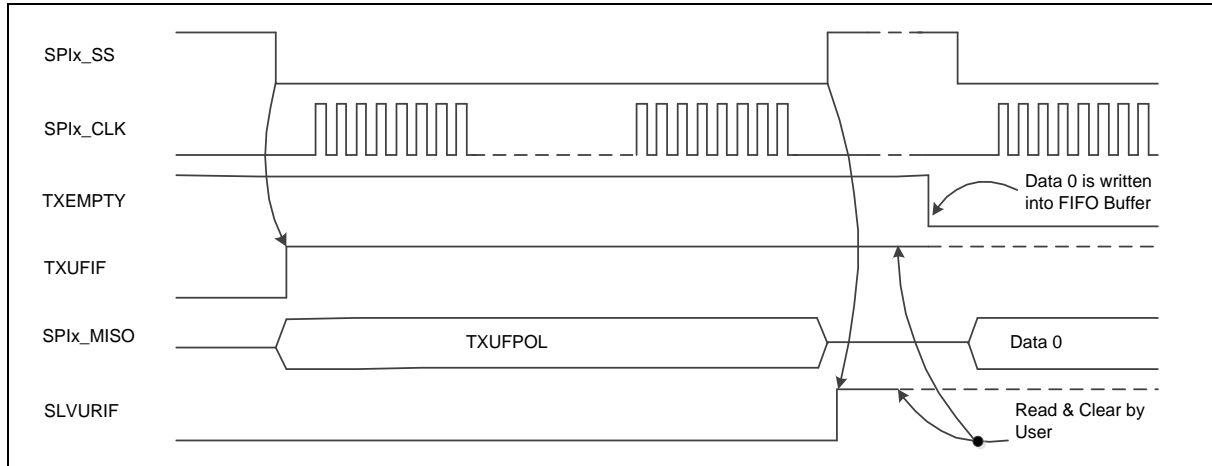 SPIx_SS
SPIx_CLK
TXEMPTY
Data 0 is written
into FIFO Buffer
TXUFIF
SPIx_MISO
TXUFPOL
Data 0
SLVURIF
Read & Clear by
User